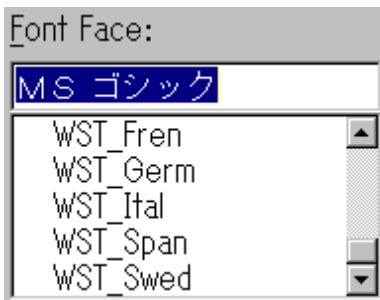 Font Face:
ＭＳ ゴシック
WST_Fren
WST_Germ
WST_Ital
WST_Span
WST_Swed